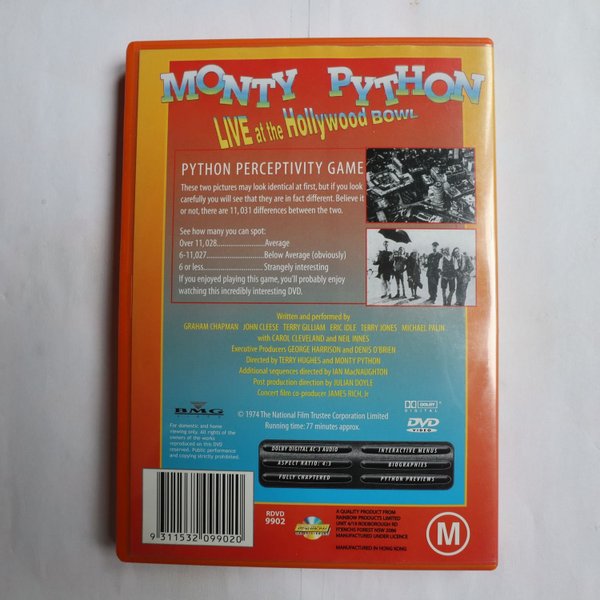 MONTY PYTHON
LIVE at the Hollywood BOWL
PYTHON PERCEPTIVITY GAME
These two pictures may look identical at first, but if you look
carefully you will see that they are in fact different. Believe it
or not, there are 11,031 differences between the two.
See how many you can spot:
Over 11,028............................Average
6-11,027................................Below Average (obviously)
6 or less.................................Strangely interesting
If you enjoyed playing this game, you'll probably enjoy
watching this incredibly interesting DVD.
Written and performed by
GRAHAM CHAPMAN JOHN CLEESE TERRY GILLIAM ERIC IDLE TERRY JONES MICHAEL PALIN
with CAROL CLEVELAND and NEIL INNES
Executive Producers GEORGE HARRISON and DENIS O'BRIEN
Directed by TERRY HUGHES and MONTY PYTHON
Additional sequences directed by IAN MacNAUGHTON
Post production direction by JULIAN DOYLE
Concert film co-producer JAMES RICH, Jr
BMG
© 1974 The National Film Trustee Corporation Limited
Running time: 77 minutes approx.
DOLBY
DIGITAL
DVD
VIDEO
For domestic and home
viewing only. All rights of the
owners of the works
reproduced on this DVD
reserved. Public performance
and copying strictly prohibited.
DOLBY DIGITAL AC-3 AUDIO
ASPECT RATIO: 4:3
FULLY CHAPTERED
INTERACTIVE MENUS
BIOGRAPHIES
PYTHON PREVIEWS
9 311532 099020
RDVD
9902
A QUALITY PRODUCT FROM
RAINBOW PRODUCTS LIMITED
UNIT 4/19 RODBOROUGH RD
FRENCHS FOREST NSW 2086
MANUFACTURED UNDER LICENCE
MANUFACTURED IN HONG KONG
M